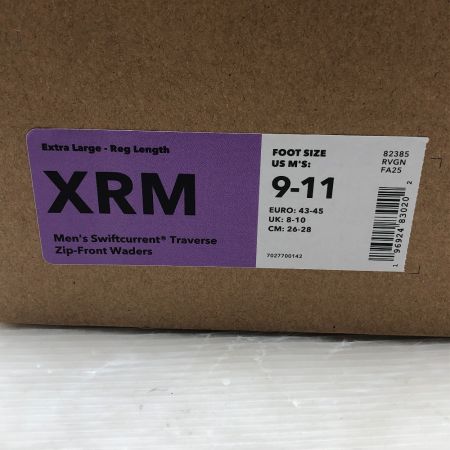 Extra Large - Reg Length
XRM
Men's Swiftcurrent® Traverse
Zip-Front Waders
FOOT SIZE
US M'S:
9-11
EURO: 43-45
UK: 8-10
CM: 26-28
7027700142
82385
RVGN
FA25
1 96924 83020 2